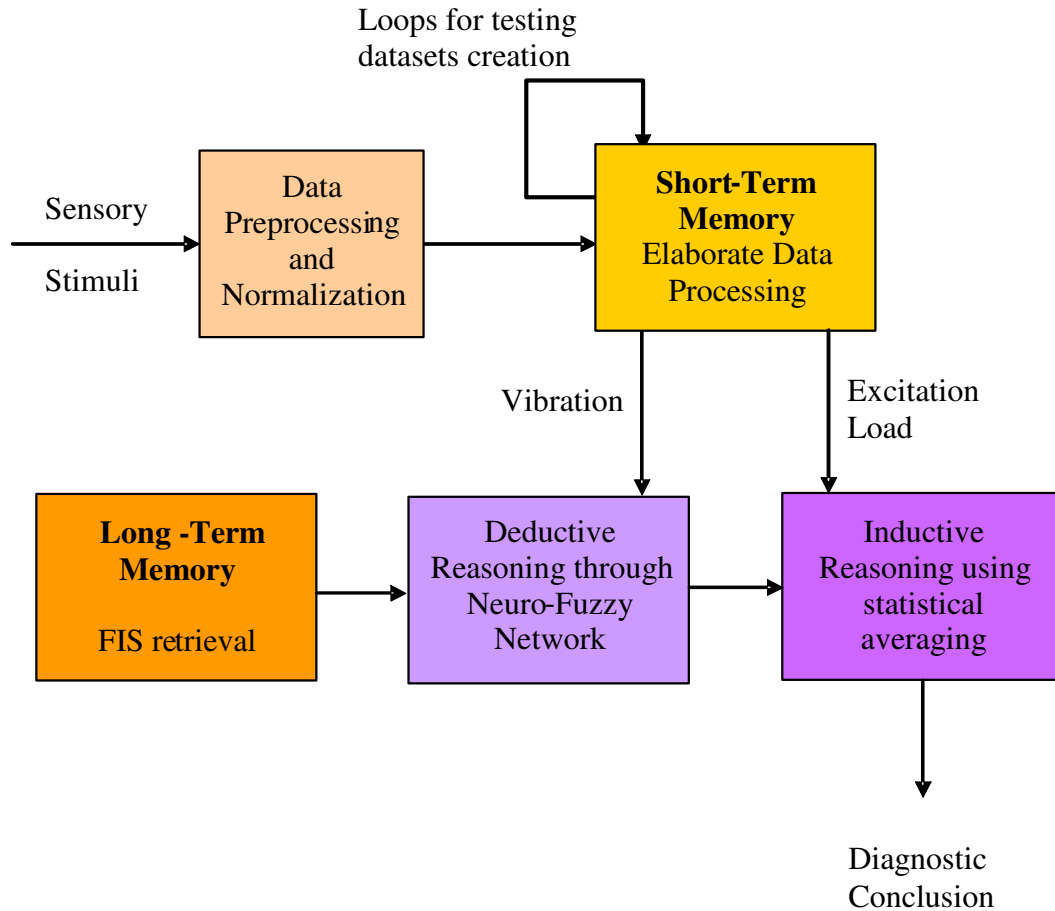 Loops for testing
datasets creation
Sensory
Stimuli
Data
Preprocessing
and
Normalization
Short-Term
Memory
Elaborate Data
Processing
Vibration
Excitation
Load
Long -Term
Memory
FIS retrieval
Deductive
Reasoning through
Neuro-Fuzzy
Network
Inductive
Reasoning using
statistical
averaging
Diagnostic
Conclusion